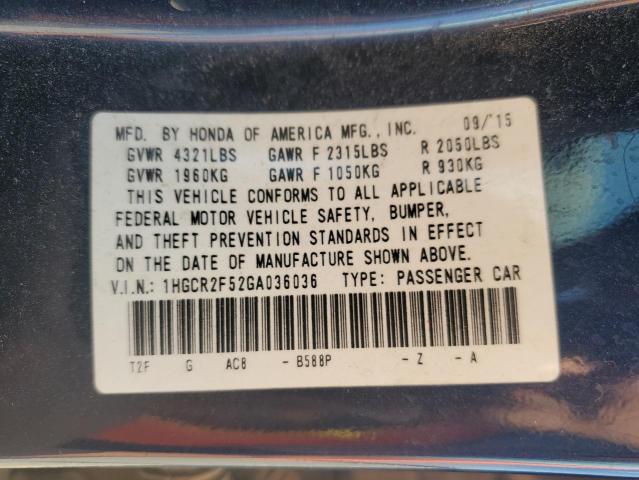 MFD. BY HONDA OF AMERICA MFG., INC. 09/15
GVWR 4321LBS GAWR F 2315LBS R 2050LBS
GVWR 1960KG GAWR F 1050KG R 930KG
THIS VEHICLE CONFORMS TO ALL APPLICABLE
FEDERAL MOTOR VEHICLE SAFETY, BUMPER,
AND THEFT PREVENTION STANDARDS IN EFFECT
ON THE DATE OF MANUFACTURE SHOWN ABOVE.
V.I.N.: 1HGCR2F52GA036036 TYPE: PASSENGER CAR
T2F G AC8 - B588P - Z - A